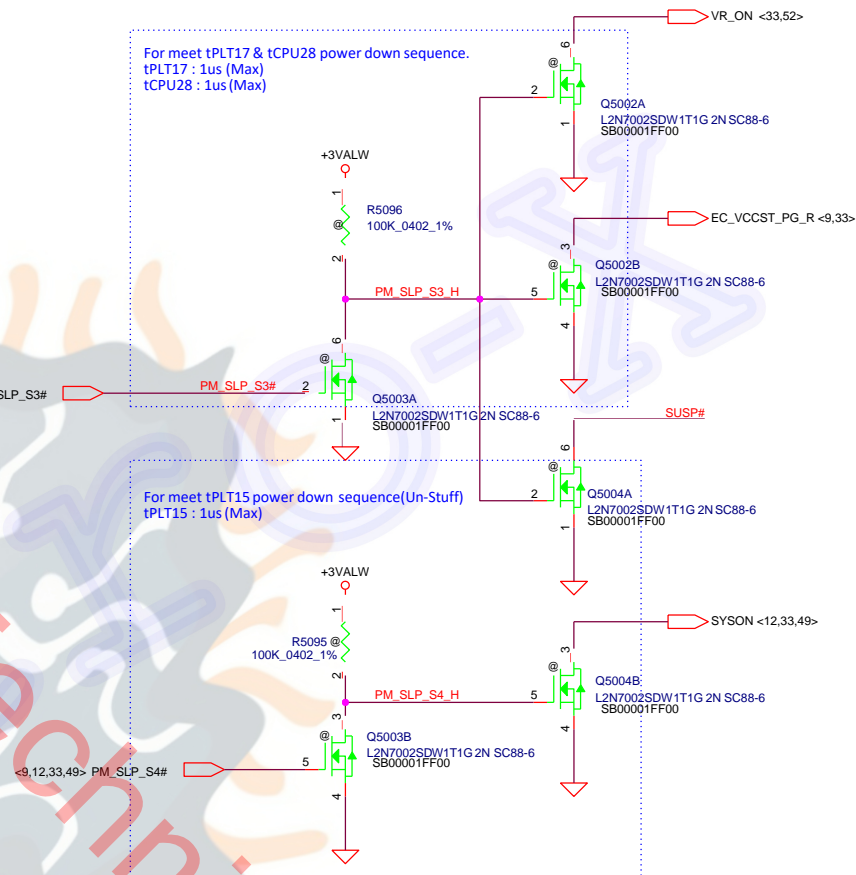 VR_ON <33,52>
For meet tPLT17 & tCPU28 power down sequence.
tPLT17 : 1us (Max)
tCPU28 : 1us (Max)
6
@
2
1
Q5002A
L2N7002SDW1T1G 2N SC88-6
SB00001FF00
+3VALW
1
R5096
@
100K_0402_1%
2
EC_VCCST_PG_R <9,33>
3
@
Q5002B
L2N7002SDW1T1G 2N SC88-6
SB00001FF00
PM_SLP_S3_H
5
4
6
@
SLP_S3#
PM_SLP_S3#
2
1
Q5003A
L2N7002SDW1T1G 2N SC88-6
SB00001FF00
SUSP#
6
@
2
1
Q5004A
L2N7002SDW1T1G 2N SC88-6
SB00001FF00
For meet tPLT15 power down sequence(Un-Stuff)
tPLT15 : 1us (Max)
+3VALW
1
R5095 @
100K_0402_1%
2
SYSON <12,33,49>
3
@
Q5004B
L2N7002SDW1T1G 2N SC88-6
SB00001FF00
PM_SLP_S4_H
5
4
3
@
Q5003B
L2N7002SDW1T1G 2N SC88-6
SB00001FF00
<9,12,33,49> PM_SLP_S4#
5
4